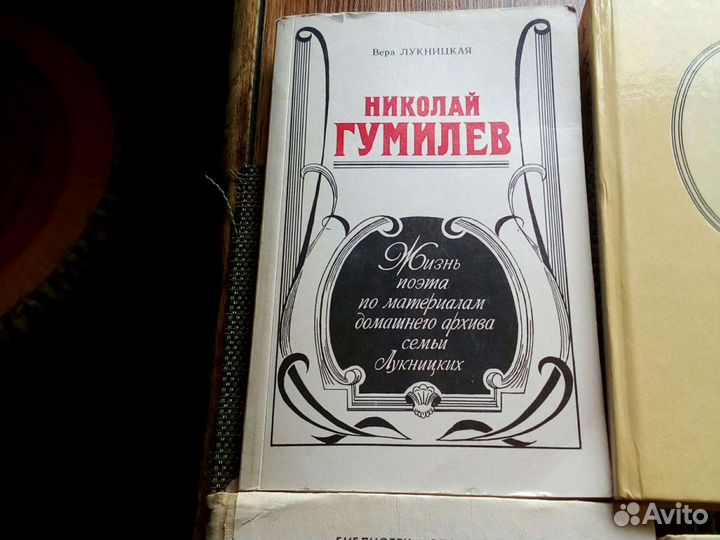 Вера ЛУКНИЦКАЯ
НИКОЛАЙ
ГУМИЛЕВ
Жизнь
поэта
по материалам
домашнего архива
семьи
Лукницких
Avito